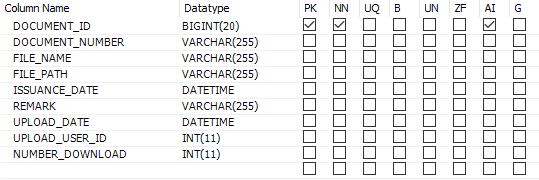 Column Name Datatype PK NN UQ B UN ZF AI G
DOCUMENT_ID BIGINT(20)
DOCUMENT_NUMBER VARCHAR(255)
FILE_NAME VARCHAR(255)
FILE_PATH VARCHAR(255)
ISSUANCE_DATE DATETIME
REMARK VARCHAR(255)
UPLOAD_DATE DATETIME
UPLOAD_USER_ID INT(11)
NUMBER_DOWNLOAD INT(11)